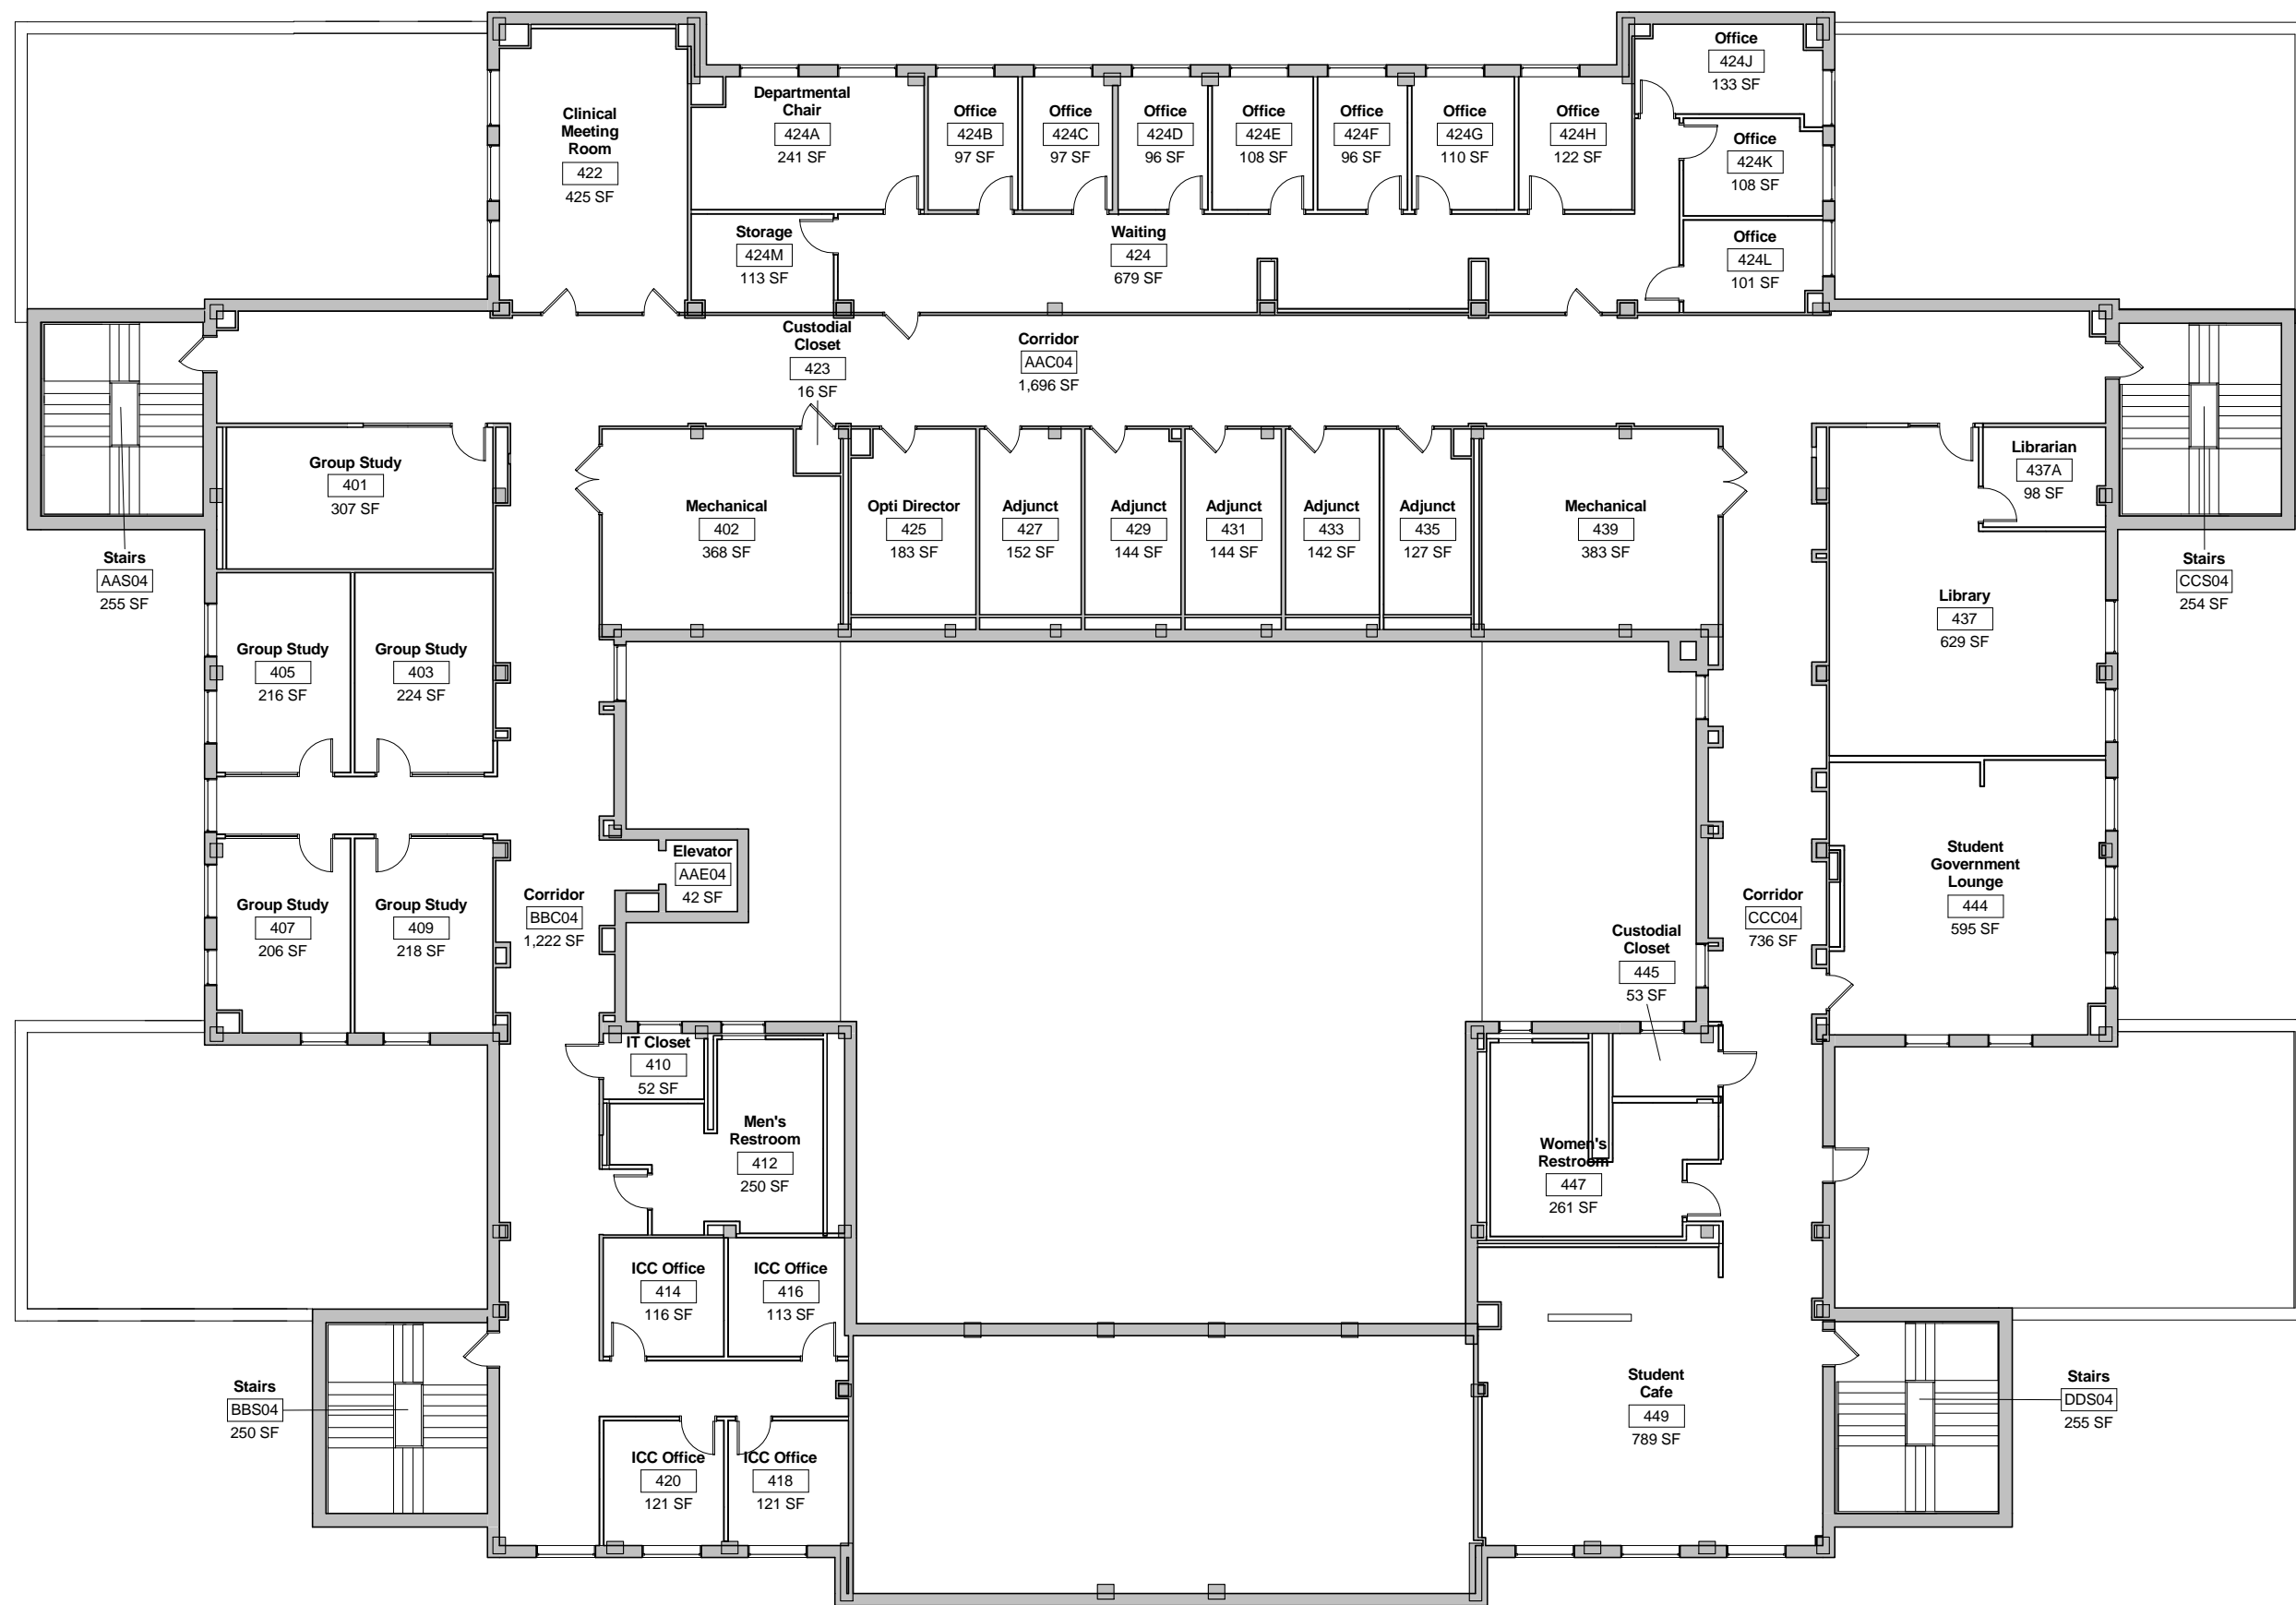 Office
424J
133 SF
Departmental
Chair
424A
241 SF
Office
424B
97 SF
Office
424C
97 SF
Office
424D
96 SF
Office
424E
108 SF
Office
424F
96 SF
Office
424G
110 SF
Office
424H
122 SF
Clinical
Meeting
Room
422
425 SF
Office
424K
108 SF
Storage
424M
113 SF
Waiting
424
679 SF
Office
424L
101 SF
Custodial
Closet
423
16 SF
Corridor
AAC04
1,696 SF
Group Study
401
307 SF
Mechanical
402
368 SF
Opti Director
425
183 SF
Adjunct
427
152 SF
Adjunct
429
144 SF
Adjunct
431
144 SF
Adjunct
433
142 SF
Adjunct
435
127 SF
Mechanical
439
383 SF
Librarian
437A
98 SF
Stairs
AAS04
255 SF
Stairs
CCS04
254 SF
Library
437
629 SF
Group Study
405
216 SF
Group Study
403
224 SF
Elevator
AAE04
42 SF
Student
Government
Lounge
444
595 SF
Group Study
407
206 SF
Group Study
409
218 SF
Corridor
BBC04
1,222 SF
Corridor
CCC04
736 SF
Custodial
Closet
445
53 SF
IT Closet
410
52 SF
Men's
Restroom
412
250 SF
Women's
Restroom
447
261 SF
ICC Office
414
116 SF
ICC Office
416
113 SF
Stairs
BBS04
250 SF
Student
Cafe
449
789 SF
Stairs
DDS04
255 SF
ICC Office
420
121 SF
ICC Office
418
121 SF